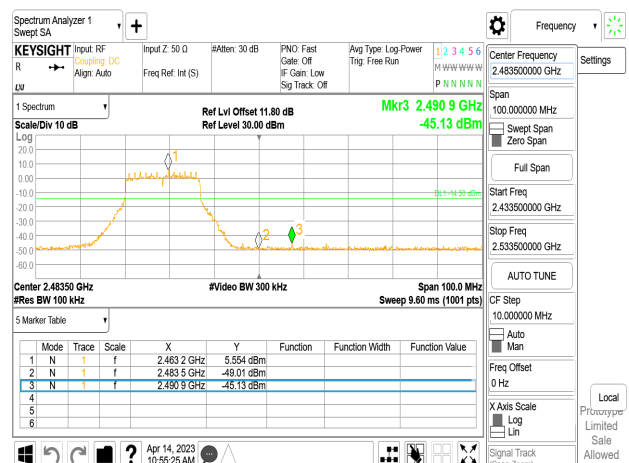 Spectrum Analyzer 1
Swept SA
Frequency
KEYSIGHT
Input: RF
Coupling: DC
Align: Auto
Input Z: 50 Ω
Freq Ref: Int (S)
#Atten: 30 dB
PNO: Fast
Gate: Off
IF Gain: Low
Sig Track: Off
Avg Type: Log-Power
Trig: Free Run
1 2 3 4 5 6
M W W W W W
P N N N N N
R
1 Spectrum
Scale/Div 10 dB
Log
Ref Lvl Offset 11.80 dB
Ref Level 30.00 dBm
Mkr3 2.490 9 GHz
-45.13 dBm
20.0
10.0
0.00
-10.0
-20.0
-30.0
-40.0
-50.0
-60.0
1
2
3
DL1 -14.50 dBm
Center 2.48350 GHz
#Res BW 100 kHz
#Video BW 300 kHz
Span 100.0 MHz
Sweep 9.60 ms (1001 pts)
5 Marker Table
Mode Trace Scale X Y Function Function Width Function Value
1 N 1 f 2.463 2 GHz 5.554 dBm
2 N 1 f 2.483 5 GHz -49.01 dBm
3 N 1 f 2.490 9 GHz -45.13 dBm
4
5
6
Apr 14, 2023
10:55:25 AM
?
Center Frequency
2.483500000 GHz
Settings
Span
100.000000 MHz
Swept Span
Zero Span
Full Span
Start Freq
2.433500000 GHz
Stop Freq
2.533500000 GHz
AUTO TUNE
CF Step
10.000000 MHz
Auto
Man
Freq Offset
0 Hz
X Axis Scale
Log
Lin
Signal Track
Local
Prototype
Limited
Sale
Allowed